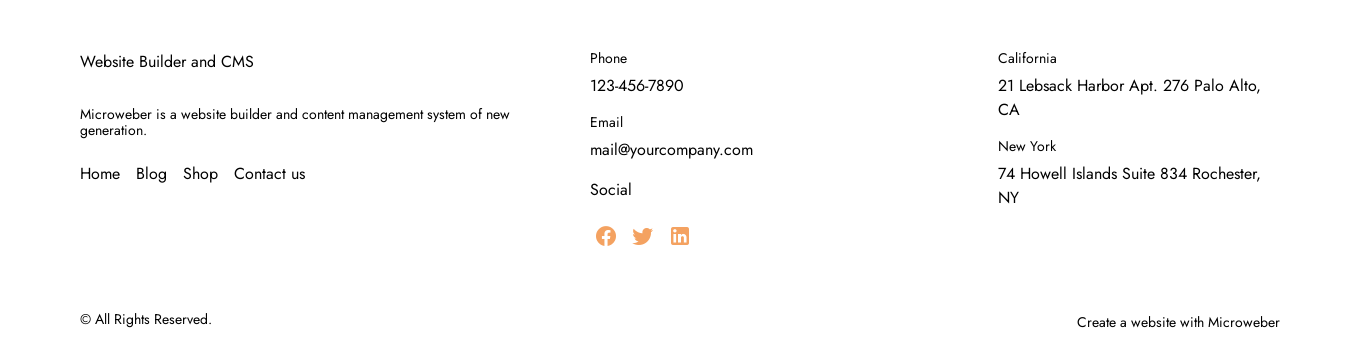 Website Builder and CMS
Microweber is a website builder and content management system of new
generation.
Home Blog Shop Contact us
Phone
123-456-7890
Email
mail@yourcompany.com
Social
California
21 Lebsack Harbor Apt. 276 Palo Alto,
CA
New York
74 Howell Islands Suite 834 Rochester,
NY
© All Rights Reserved.
Create a website with Microweber